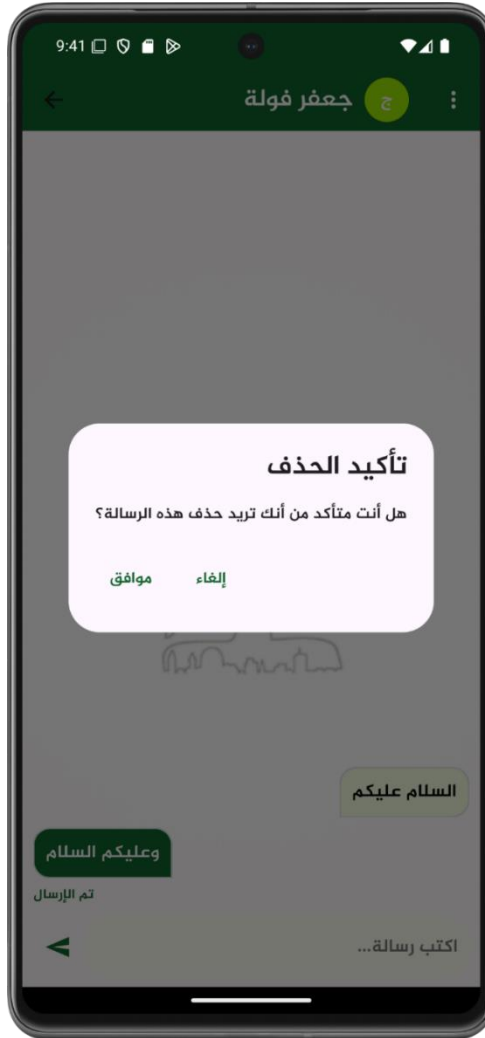 9:41
جعفر فولة
ج
تأكيد الحذف
هل أنت متأكد من أنك تريد حذف هذه الرسالة؟
إلغاء
موافق
السلام عليكم
وعليكم السلام
تم الإرسال
اكتب رسالة...